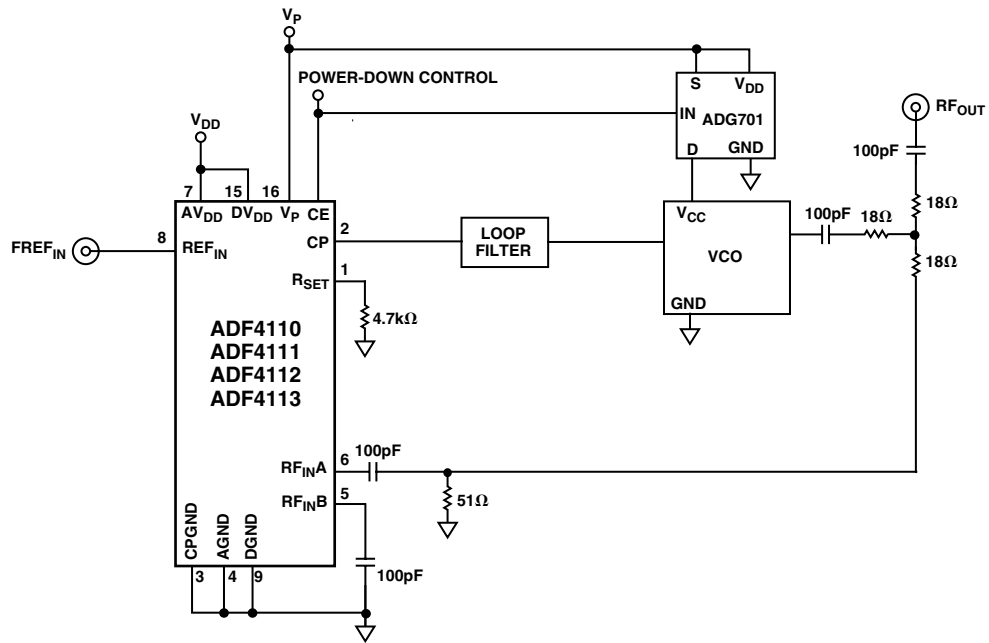 VP
POWER-DOWN CONTROL
VDD
S VDD
IN ADG701
D GND
RFOUT
100pF
18Ω
7 15 16
AVDD DVDD VP CE
FREFIN
8 REFIN
CP 2
LOOP
FILTER
VCC
VCO
GND
100pF 18Ω
18Ω
RSET 1
4.7kΩ
ADF4110
ADF4111
ADF4112
ADF4113
RFINA 6
100pF
51Ω
RFINB 5
100pF
CPGND AGND DGND
3 4 9